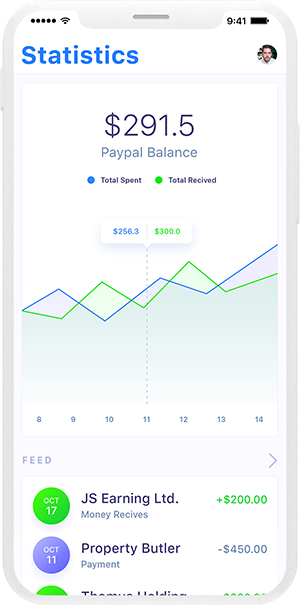 9:41
Statistics
$291.5
Paypal Balance
Total Spent Total Recived
$256.3 $300.0
8 9 10 11 12 13 14
FEED
OCT 17
JS Earning Ltd. +$200.00
Money Recives
OCT 11
Property Butler -$450.00
Payment